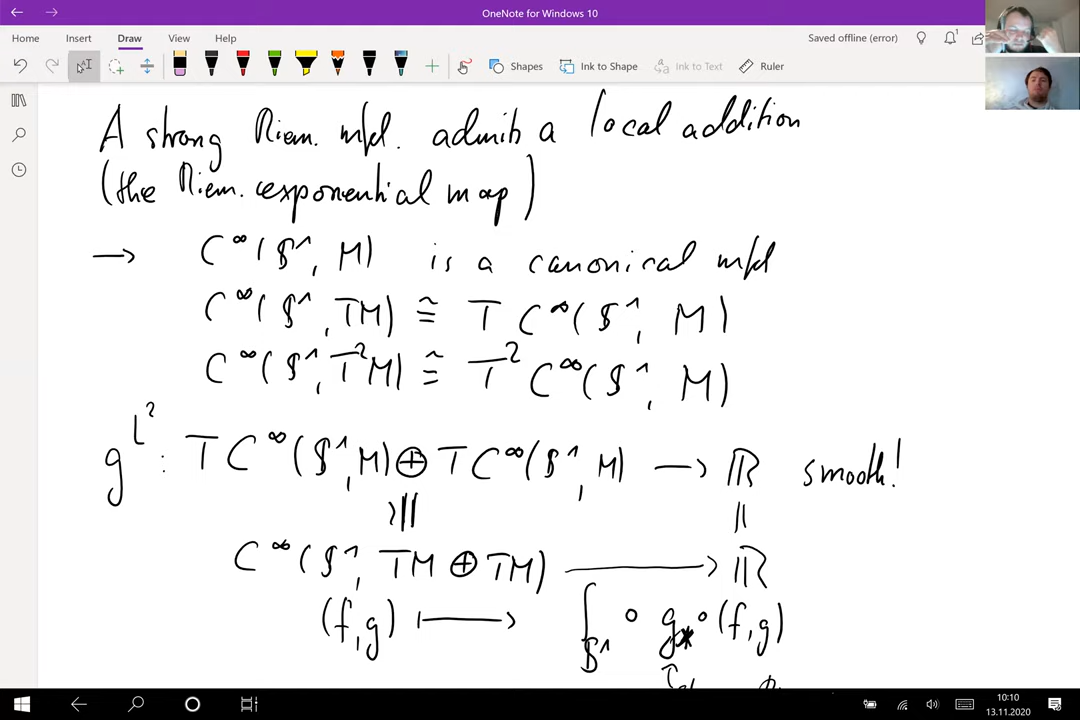 OneNote for Windows 10
Home Insert Draw View Help Saved offline (error)
Shapes Ink to Shape Ink to Text Ruler
A strong Riem. mfd. admits a local addition
(the Riem. exponential map)
→ C^∞(S^1, M) is a canonical mfd
C^∞(S^1, TM) ≅ T C^∞(S^1, M)
C^∞(S^1, T^2M) ≅ T^2 C^∞(S^1, M)
g^{L^2}: TC^∞(S^1, M) ⊕ TC^∞(S^1, M) → ℝ smooth!
≅ =
C^∞(S^1, TM ⊕ TM) → ℝ
(f,g) ↦ ∫_{S^1} ∘ g_* ∘ (f,g)
10:10
13.11.2020